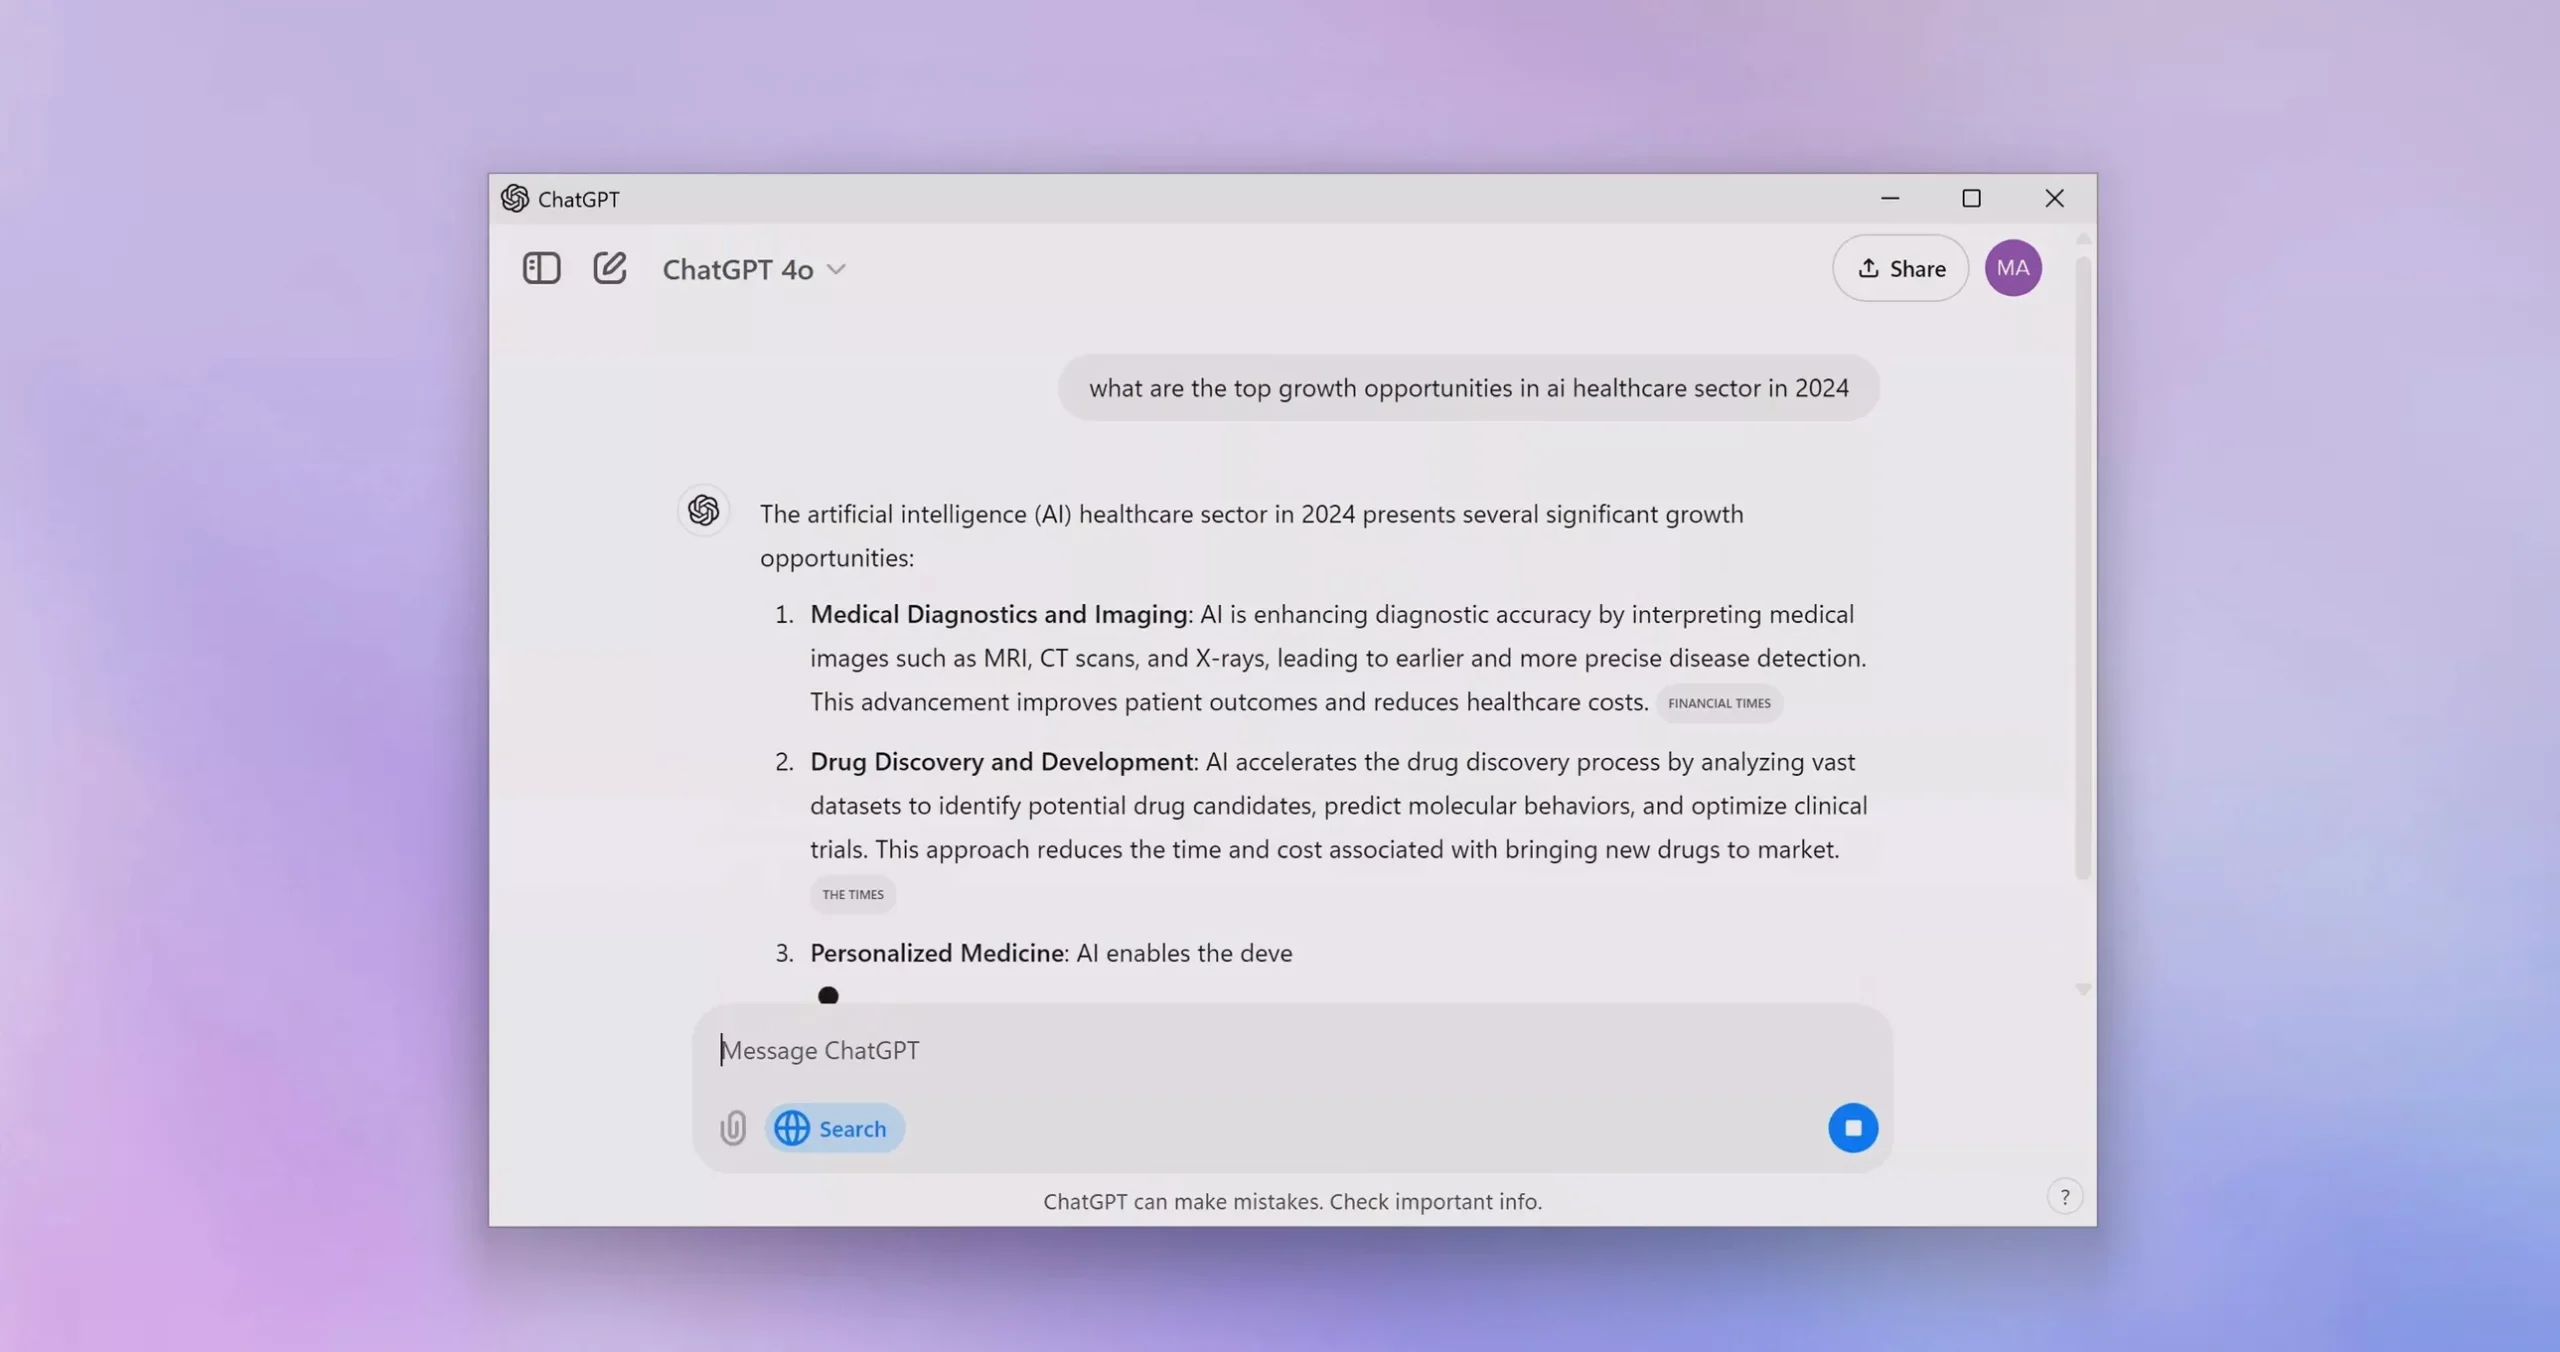 ChatGPT
ChatGPT 4o
Share
MA
what are the top growth opportunities in ai healthcare sector in 2024
The artificial intelligence (AI) healthcare sector in 2024 presents several significant growth
opportunities:
1. Medical Diagnostics and Imaging: AI is enhancing diagnostic accuracy by interpreting medical
images such as MRI, CT scans, and X-rays, leading to earlier and more precise disease detection.
This advancement improves patient outcomes and reduces healthcare costs. FINANCIAL TIMES
2. Drug Discovery and Development: AI accelerates the drug discovery process by analyzing vast
datasets to identify potential drug candidates, predict molecular behaviors, and optimize clinical
trials. This approach reduces the time and cost associated with bringing new drugs to market.
THE TIMES
3. Personalized Medicine: AI enables the deve
Message ChatGPT
Search
ChatGPT can make mistakes. Check important info.
?